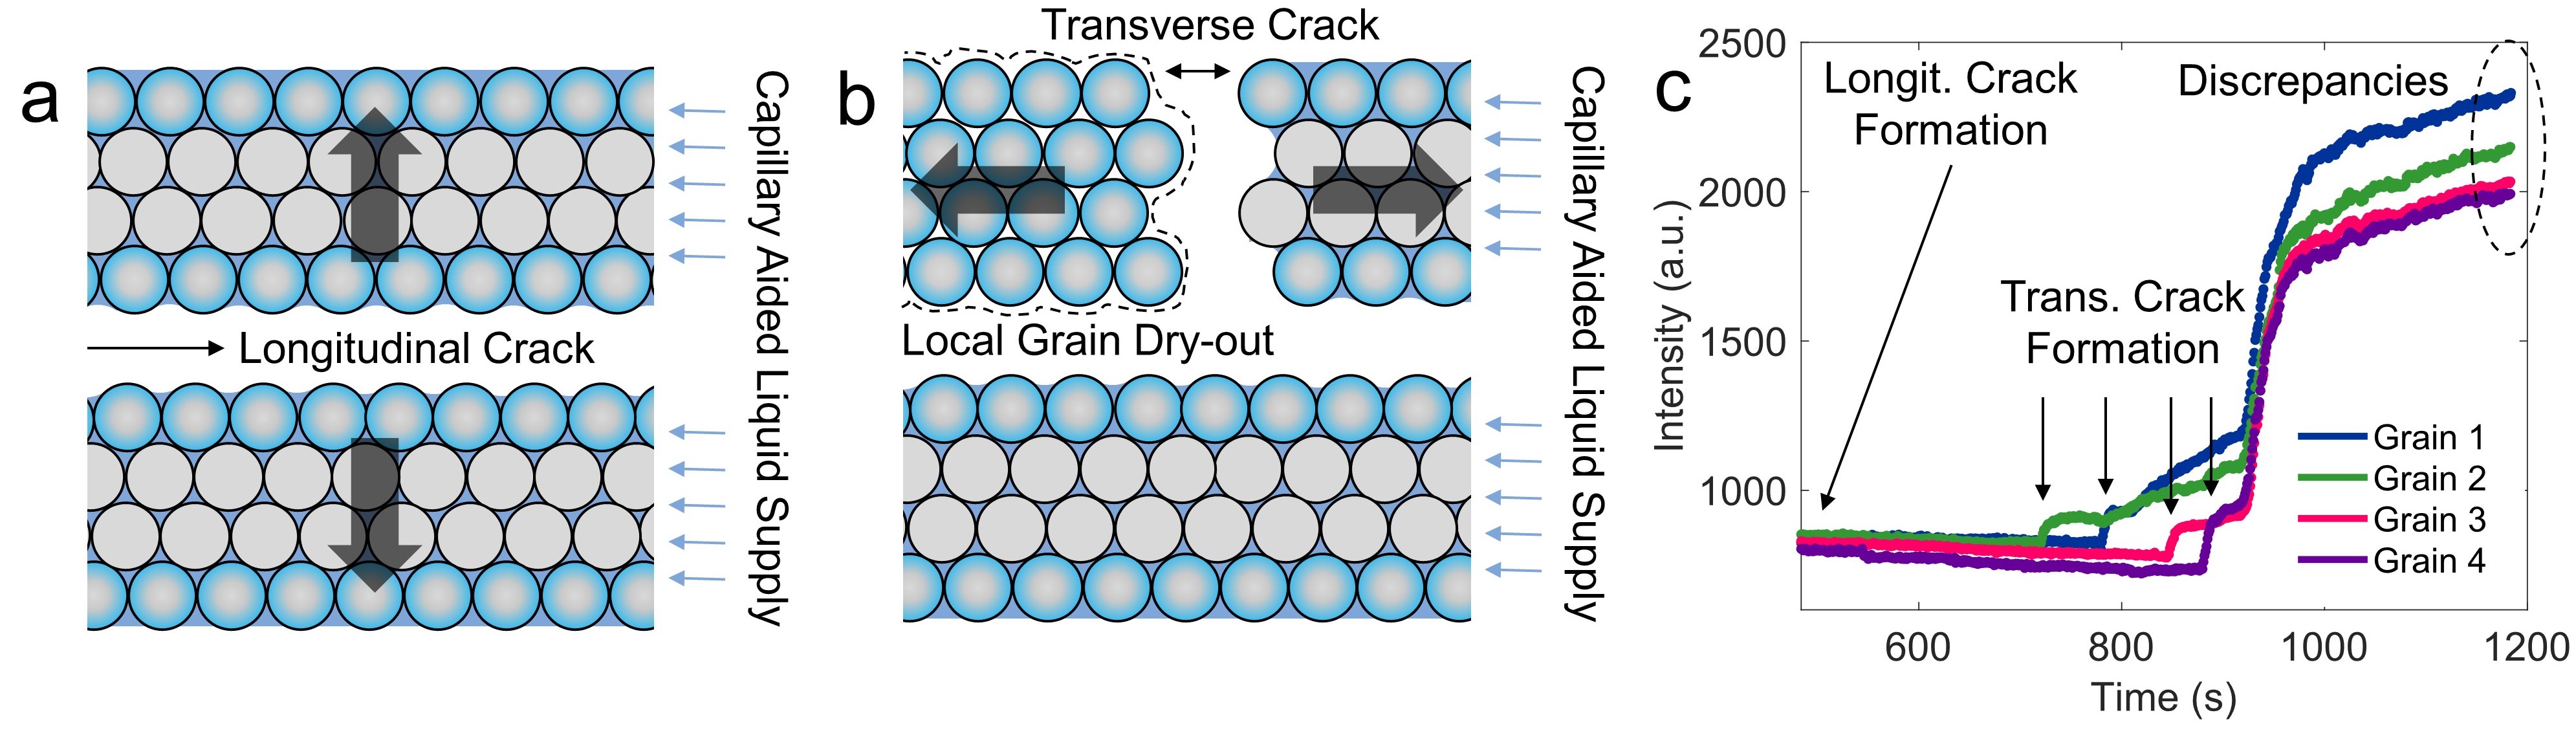 a
Longitudinal Crack
Capillary Aided Liquid Supply
b
Transverse Crack
Local Grain Dry-out
Capillary Aided Liquid Supply
c
Longit. Crack
Formation
Discrepancies
Trans. Crack
Formation
Grain 1
Grain 2
Grain 3
Grain 4
Intensity (a.u.)
2500
2000
1500
1000
600
800
1000
1200
Time (s)